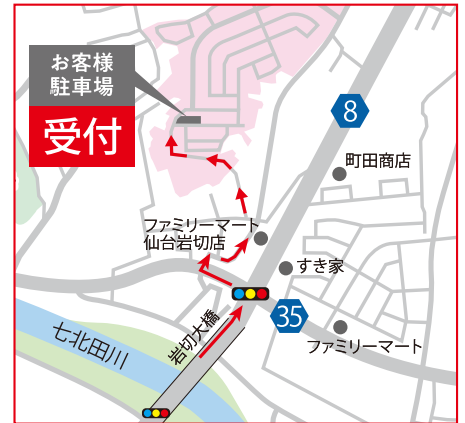 お客様
駐車場
受付
8
町田商店
ファミリーマート
仙台岩切店
すき家
35
ファミリーマート
岩切大橋
七北田川